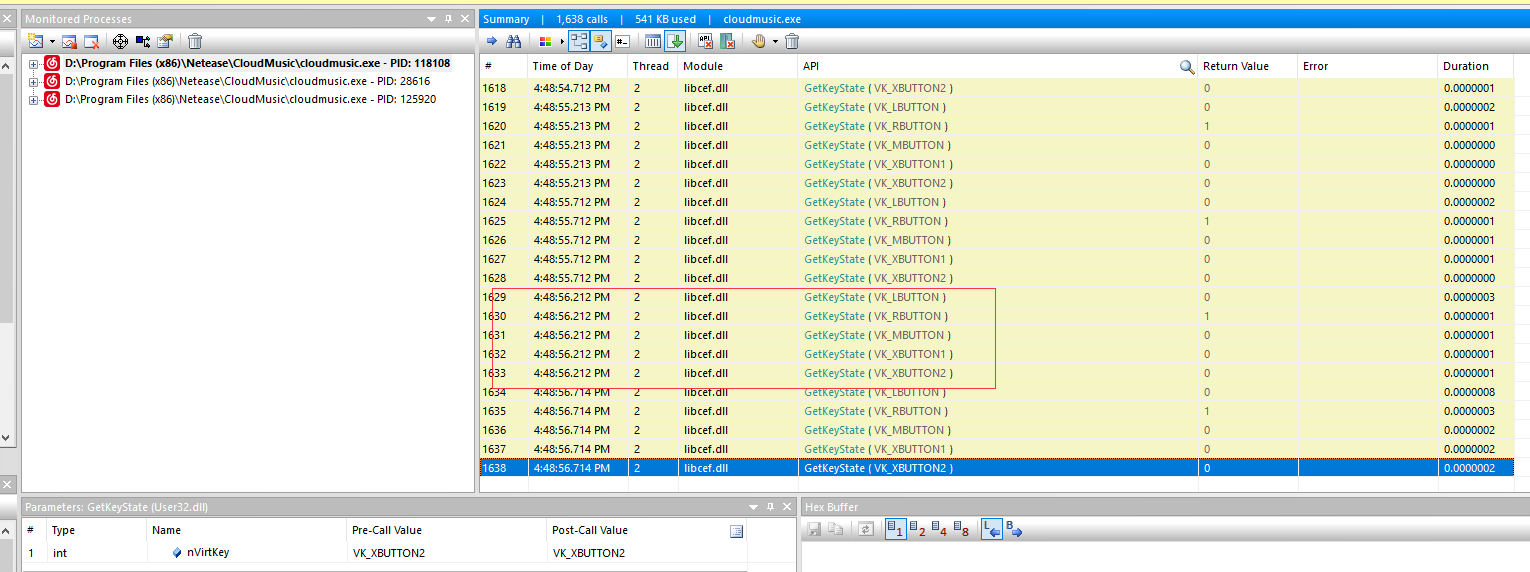 Monitored Processes
D:\Program Files (x86)\Netease\CloudMusic\cloudmusic.exe - PID: 118108
D:\Program Files (x86)\Netease\CloudMusic\cloudmusic.exe - PID: 28616
D:\Program Files (x86)\Netease\CloudMusic\cloudmusic.exe - PID: 125920
Summary | 1,638 calls | 541 KB used | cloudmusic.exe
# Time of Day Thread Module API Return Value Error Duration
1618 4:48:54.712 PM 2 libcef.dll GetKeyState ( VK_XBUTTON2 ) 0 0.0000001
1619 4:48:55.213 PM 2 libcef.dll GetKeyState ( VK_LBUTTON ) 0 0.0000002
1620 4:48:55.213 PM 2 libcef.dll GetKeyState ( VK_RBUTTON ) 1 0.0000001
1621 4:48:55.213 PM 2 libcef.dll GetKeyState ( VK_MBUTTON ) 0 0.0000000
1622 4:48:55.213 PM 2 libcef.dll GetKeyState ( VK_XBUTTON1 ) 0 0.0000000
1623 4:48:55.213 PM 2 libcef.dll GetKeyState ( VK_XBUTTON2 ) 0 0.0000000
1624 4:48:55.712 PM 2 libcef.dll GetKeyState ( VK_LBUTTON ) 0 0.0000002
1625 4:48:55.712 PM 2 libcef.dll GetKeyState ( VK_RBUTTON ) 1 0.0000001
1626 4:48:55.712 PM 2 libcef.dll GetKeyState ( VK_MBUTTON ) 0 0.0000001
1627 4:48:55.712 PM 2 libcef.dll GetKeyState ( VK_XBUTTON1 ) 0 0.0000001
1628 4:48:55.712 PM 2 libcef.dll GetKeyState ( VK_XBUTTON2 ) 0 0.0000000
1629 4:48:56.212 PM 2 libcef.dll GetKeyState ( VK_LBUTTON ) 0 0.0000003
1630 4:48:56.212 PM 2 libcef.dll GetKeyState ( VK_RBUTTON ) 1 0.0000001
1631 4:48:56.212 PM 2 libcef.dll GetKeyState ( VK_MBUTTON ) 0 0.0000001
1632 4:48:56.212 PM 2 libcef.dll GetKeyState ( VK_XBUTTON1 ) 0 0.0000001
1633 4:48:56.212 PM 2 libcef.dll GetKeyState ( VK_XBUTTON2 ) 0 0.0000001
1634 4:48:56.714 PM 2 libcef.dll GetKeyState ( VK_LBUTTON ) 0 0.0000008
1635 4:48:56.714 PM 2 libcef.dll GetKeyState ( VK_RBUTTON ) 1 0.0000003
1636 4:48:56.714 PM 2 libcef.dll GetKeyState ( VK_MBUTTON ) 0 0.0000002
1637 4:48:56.714 PM 2 libcef.dll GetKeyState ( VK_XBUTTON1 ) 0 0.0000002
1638 4:48:56.714 PM 2 libcef.dll GetKeyState ( VK_XBUTTON2 ) 0 0.0000002
Parameters: GetKeyState (User32.dll)
# Type Name Pre-Call Value Post-Call Value
1 int nVirtKey VK_XBUTTON2 VK_XBUTTON2
Hex Buffer
1 2 4 8 L B